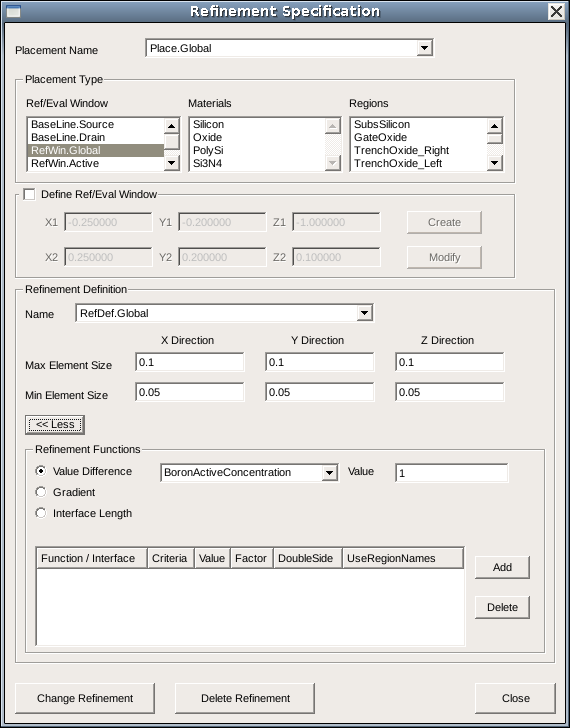 Refinement Specification
Placement Name Place.Global
Placement Type
Ref/Eval Window Materials Regions
BaseLine.Source Silicon SubsSilicon
BaseLine.Drain Oxide GateOxide
RefWin.Global PolySi TrenchOxide_Right
RefWin.Active Si3N4 TrenchOxide_Left
Define Ref/Eval Window
X1 -0.250000 Y1 -0.200000 Z1 -1.000000 Create
X2 0.250000 Y2 0.200000 Z2 0.100000 Modify
Refinement Definition
Name RefDef.Global
X Direction Y Direction Z Direction
Max Element Size 0.1 0.1 0.1
Min Element Size 0.05 0.05 0.05
<< Less
Refinement Functions
Value Difference BoronActiveConcentration Value 1
Gradient
Interface Length
Function / Interface Criteria Value Factor DoubleSide UseRegionNames
Add
Delete
Change Refinement Delete Refinement Close